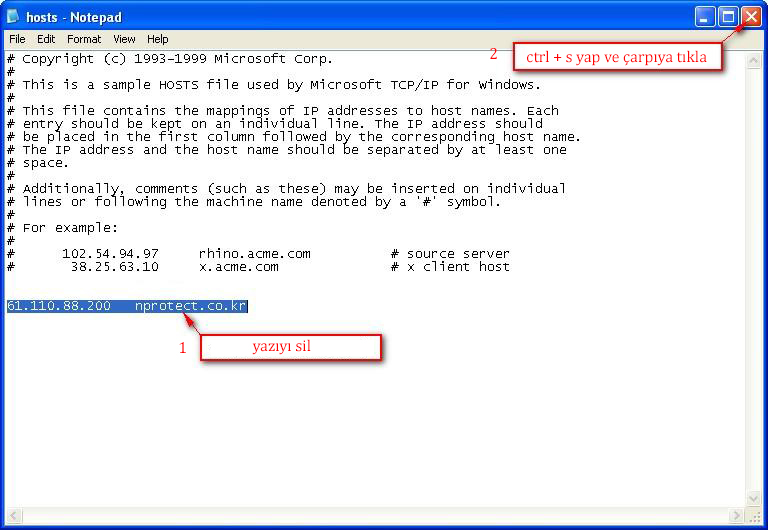 hosts - Notepad
File Edit Format View Help
2 ctrl + s yap ve çarpıya tıkla
# Copyright (c) 1993-1999 Microsoft Corp.
#
# This is a sample HOSTS file used by Microsoft TCP/IP for Windows.
#
# This file contains the mappings of IP addresses to host names. Each
# entry should be kept on an individual line. The IP address should
# be placed in the first column followed by the corresponding host name.
# The IP address and the host name should be separated by at least one
# space.
#
# Additionally, comments (such as these) may be inserted on individual
# lines or following the machine name denoted by a '#' symbol.
#
# For example:
#
#      102.54.94.97     rhino.acme.com          # source server
#       38.25.63.10     x.acme.com              # x client host
61.110.88.200   nprotect.co.kr
1 yazıyı sil